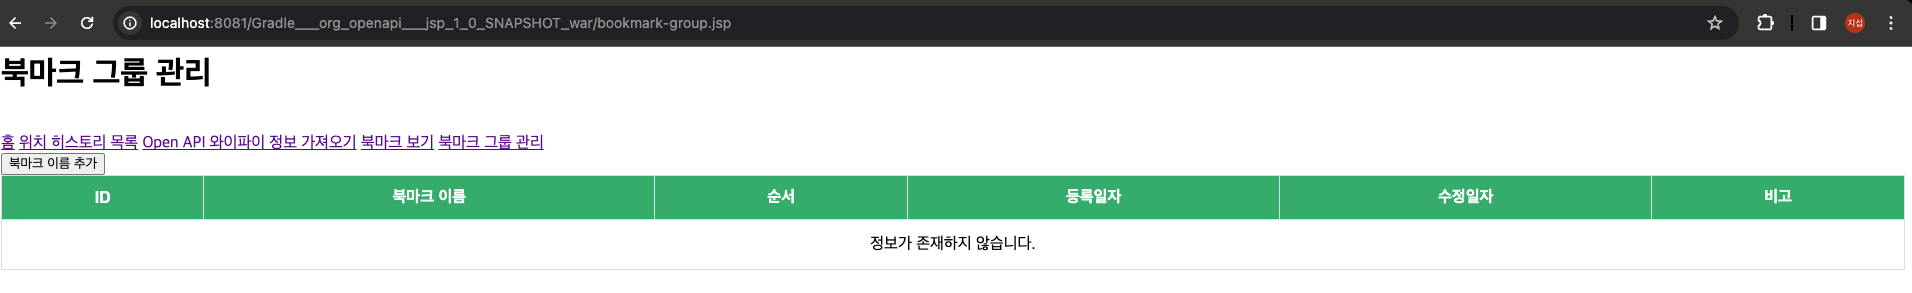 localhost:8081/Gradle___org_openapi___jsp_1_0_SNAPSHOT_war/bookmark-group.jsp
지섭
북마크 그룹 관리
홈 위치 히스토리 목록 Open API 와이파이 정보 가져오기 북마크 보기 북마크 그룹 관리
북마크 이름 추가
ID 북마크 이름 순서 등록일자 수정일자 비고
정보가 존재하지 않습니다.